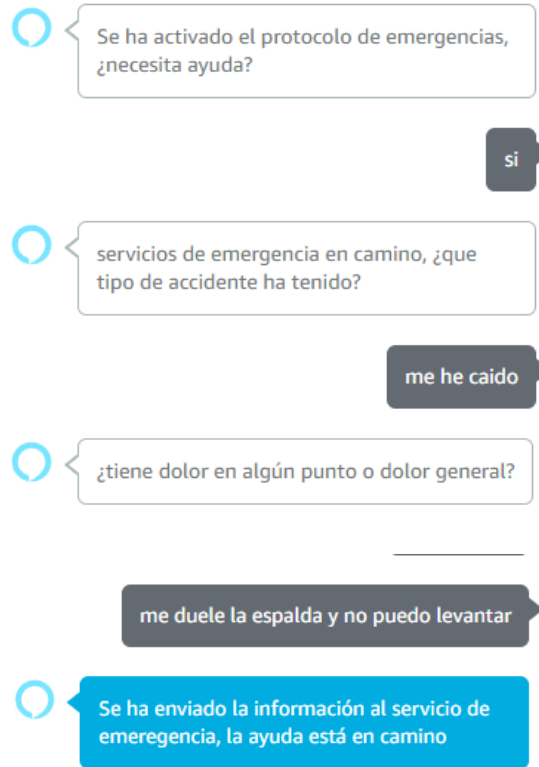 Se ha activado el protocolo de emergencias,
¿necesita ayuda?
si
servicios de emergencia en camino, ¿que
tipo de accidente ha tenido?
me he caido
¿tiene dolor en algún punto o dolor general?
me duele la espalda y no puedo levantar
Se ha enviado la información al servicio de
emeregencia, la ayuda está en camino